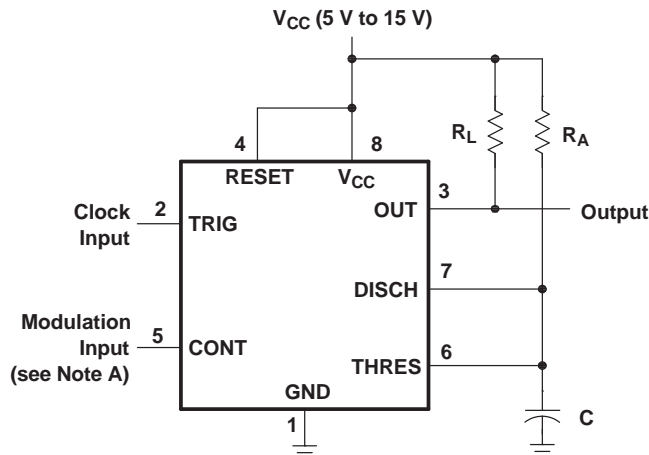 VCC (5 V to 15 V)
RL
RA
4
8
RESET
VCC
3
OUT
Output
Clock
Input
2
TRIG
7
DISCH
Modulation
Input
(see Note A)
5
CONT
6
THRES
GND
1
C